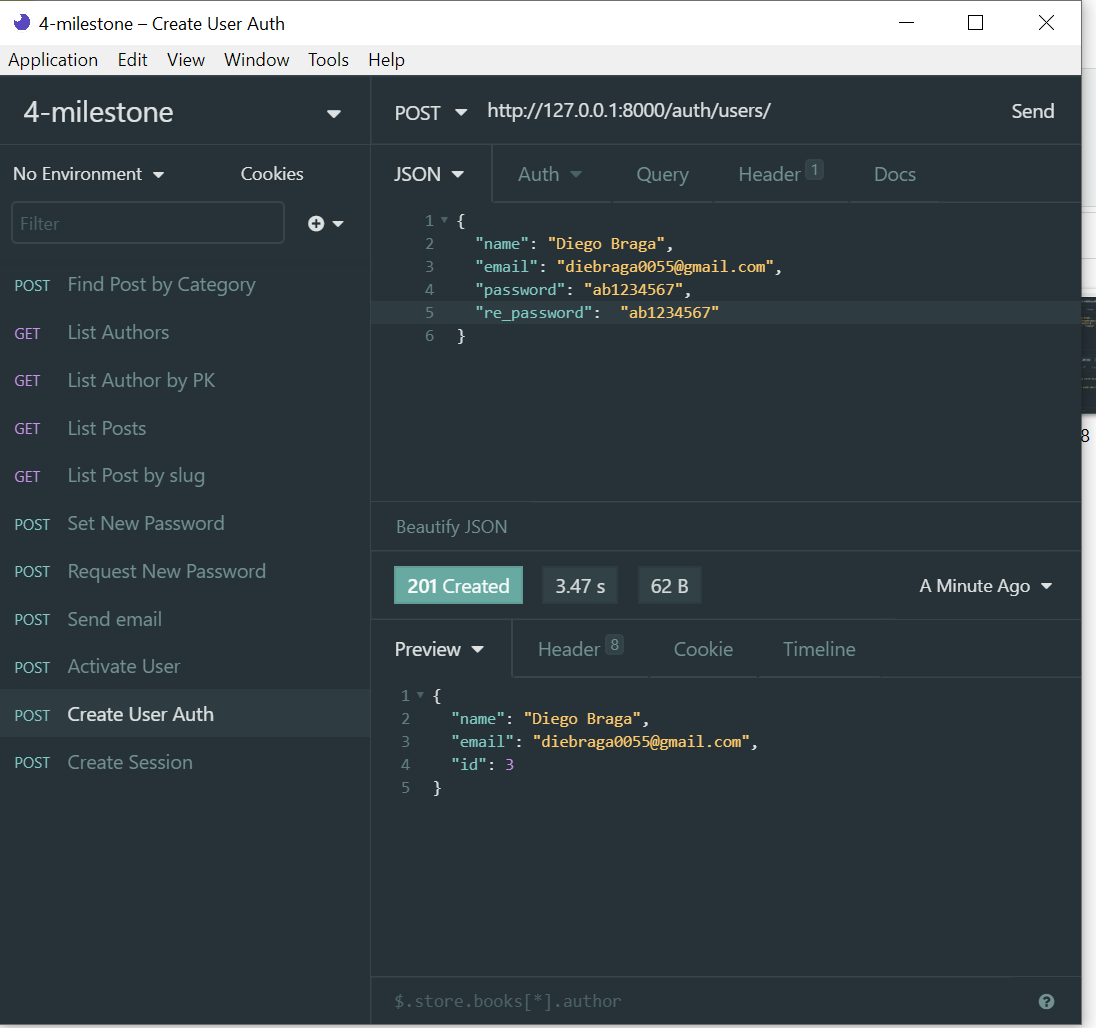 4-milestone – Create User Auth
Application Edit View Window Tools Help
4-milestone
POST http://127.0.0.1:8000/auth/users/ Send
No Environment Cookies
JSON Auth Query Header 1 Docs
Filter
1 {
2 "name": "Diego Braga",
3 "email": "diebraga0055@gmail.com",
4 "password": "ab1234567",
5 "re_password":  "ab1234567"
6 }
POST Find Post by Category
GET List Authors
GET List Author by PK
GET List Posts
GET List Post by slug
POST Set New Password
POST Request New Password
POST Send email
POST Activate User
POST Create User Auth
POST Create Session
Beautify JSON
201 Created 3.47 s 62 B A Minute Ago
Preview Header 8 Cookie Timeline
1 {
2 "name": "Diego Braga",
3 "email": "diebraga0055@gmail.com",
4 "id": 3
5 }
$.store.books[*].author
8